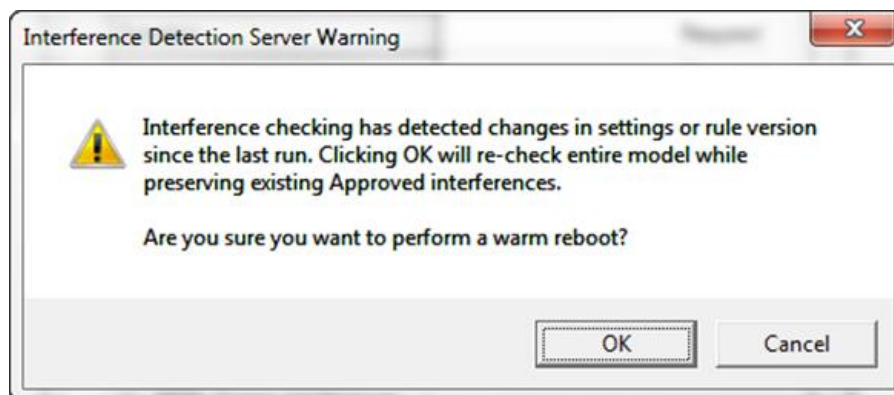 Interference Detection Server Warning
Interference checking has detected changes in settings or rule version
since the last run. Clicking OK will re-check entire model while
preserving existing Approved interferences.
Are you sure you want to perform a warm reboot?
OK
Cancel